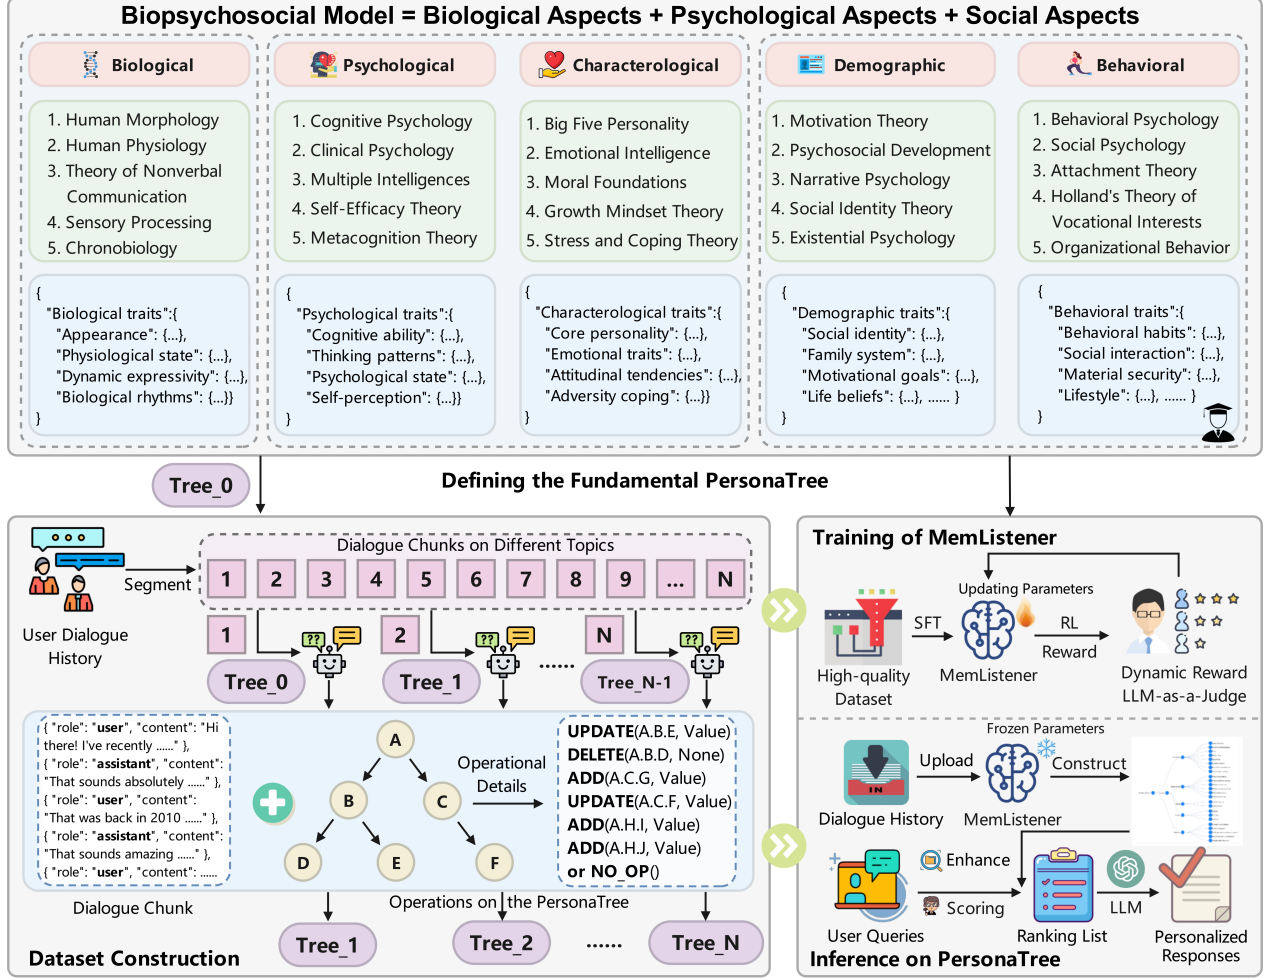 Biopsychosocial Model = Biological Aspects + Psychological Aspects + Social Aspects
Biological
1. Human Morphology
2. Human Physiology
3. Theory of Nonverbal
Communication
4. Sensory Processing
5. Chronobiology
{
"Biological traits":{
"Appearance": {...},
"Physiological state": {...},
"Dynamic expressivity": {...},
"Biological rhythms": {...}}
}
Psychological
1. Cognitive Psychology
2. Clinical Psychology
3. Multiple Intelligences
4. Self-Efficacy Theory
5. Metacognition Theory
{
"Psychological traits":{
"Cognitive ability": {...},
"Thinking patterns": {...},
"Psychological state": {...},
"Self-perception": {...}}
}
Characterological
1. Big Five Personality
2. Emotional Intelligence
3. Moral Foundations
4. Growth Mindset Theory
5. Stress and Coping Theory
{
"Characterological traits":{
"Core personality": {...},
"Emotional traits": {...},
"Attitudinal tendencies": {...},
"Adversity coping": {...}}
}
Demographic
1. Motivation Theory
2. Psychosocial Development
3. Narrative Psychology
4. Social Identity Theory
5. Existential Psychology
{
"Demographic traits":{
"Social identity": {...},
"Family system": {...},
"Motivational goals": {...},
"Life beliefs": {...}, ...... }
}
Behavioral
1. Behavioral Psychology
2. Social Psychology
3. Attachment Theory
4. Holland's Theory of
Vocational Interests
5. Organizational Behavior
{
"Behavioral traits":{
"Behavioral habits": {...},
"Social interaction": {...},
"Material security": {...},
"Lifestyle": {...}, ...... }
}
Tree_0
Defining the Fundamental PersonaTree
User Dialogue
History
Segment
Dialogue Chunks on Different Topics
1 2 3 4 5 6 7 8 9 ... N
1
??
Tree_0
2
??
Tree_1
......
N
??
Tree_N-1
{ "role": "user", "content": "Hi
there! I've recently ......" },
{ "role": "assistant", "content":
"That sounds absolutely ......" },
{ "role": "user", "content":
"That was back in 2010 ......" },
{ "role": "assistant", "content":
"That sounds amazing ......" },
{ "role": "user", "content": ......
Dialogue Chunk
A
B
C
D
E
F
Operational
Details
UPDATE(A.B.E, Value)
DELETE(A.B.D, None)
ADD(A.C.G, Value)
UPDATE(A.C.F, Value)
ADD(A.H.I, Value)
ADD(A.H.J, Value)
or NO_OP()
Operations on the PersonaTree
Tree_1
Tree_2
......
Tree_N
Dataset Construction
Training of MemListener
High-quality
Dataset
SFT
Updating Parameters
MemListener
RL
Reward
Dynamic Reward
LLM-as-a-Judge
IN
Dialogue History
Upload
Frozen Parameters
MemListener
Construct
User Queries
Enhance
Scoring
Ranking List
LLM
Personalized
Responses
Inference on PersonaTree